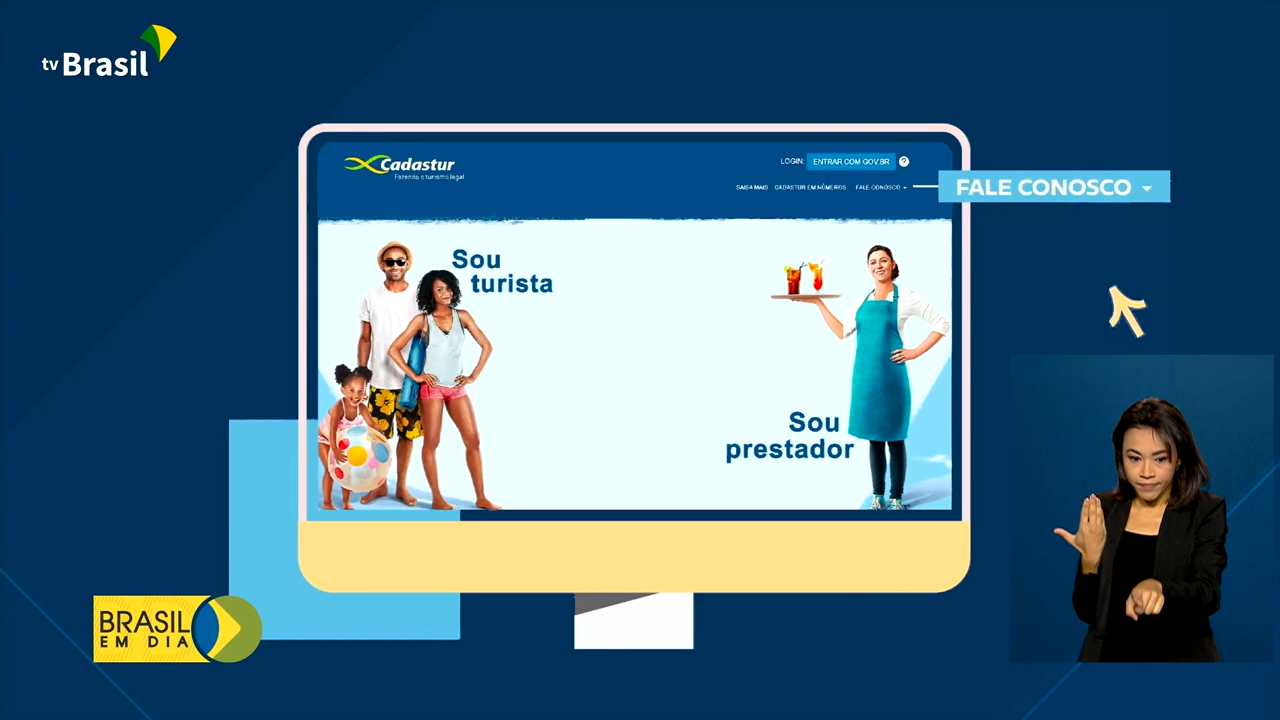 tv Brasil
Cadastur
Fazendo o turismo legal.
LOGIN: ENTRAR COM GOV.BR ?
SAIBA MAIS CADASTUR EM NÚMEROS FALE CONOSCO
FALE CONOSCO
Sou
turista
Sou
prestador
BRASIL
EM DIA